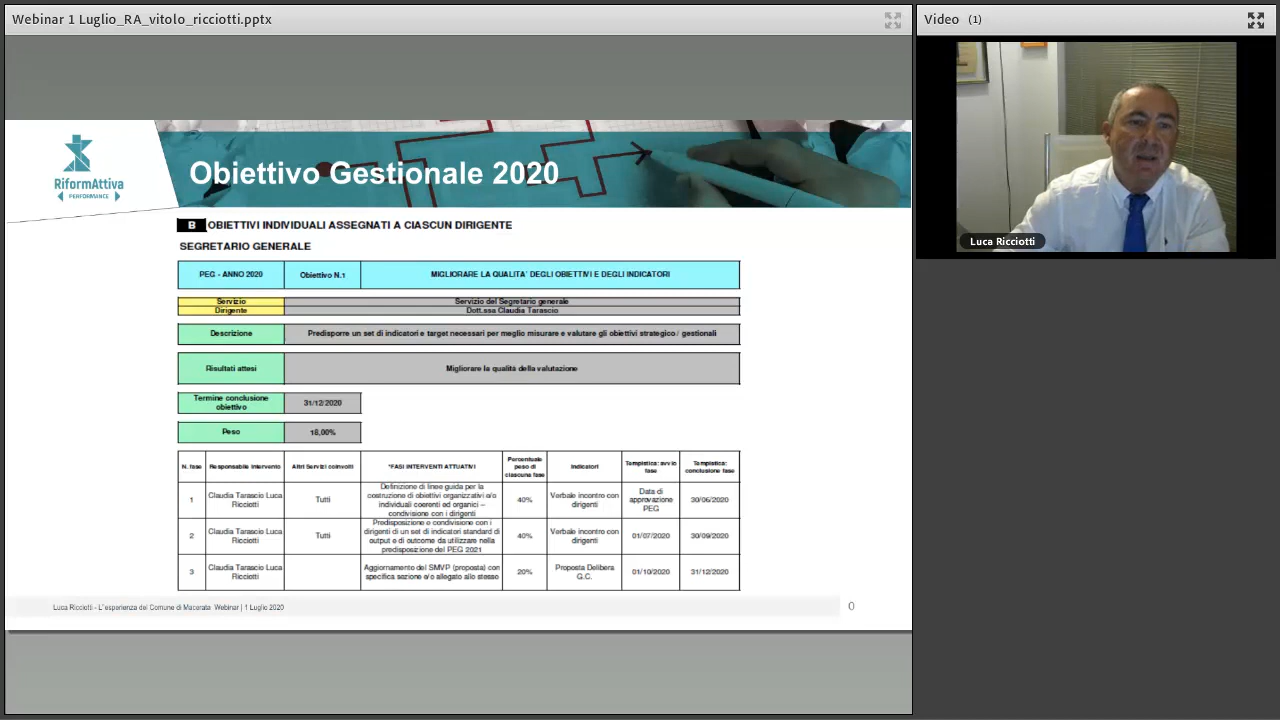 Webinar 1 Luglio_RA_vitolo_ricciotti.pptx
Video (1)
Luca Ricciotti
RiformAttiva
PERFORMANCE
Obiettivo Gestionale 2020
B OBIETTIVI INDIVIDUALI ASSEGNATI A CIASCUN DIRIGENTE
SEGRETARIO GENERALE
PEG - ANNO 2020 Obiettivo N.1 MIGLIORARE LA QUALITA' DEGLI OBIETTIVI E DEGLI INDICATORI
Servizio Servizio del Segretario generale
Dirigente Dott.ssa Claudia Tarascio
Descrizione Predisporre un set di indicatori e target necessari per meglio misurare e valutare gli obiettivi strategico / gestionali
Risultati attesi Migliorare la qualità della valutazione
Termine conclusione
obiettivo
31/12/2020
Peso 18,00%
N. fase
Responsabile intervento
Altri Servizi coinvolti
*FASI INTERVENTI ATTUATIVI
Percentuale
peso di
ciascuna fase
Indicatori
Tempistica: avvio
fase
Tempistica:
conclusione fase
1
Claudia Tarascio Luca
Ricciotti
Tutti
Definizione di linee guida per la
costruzione di obiettivi organizzativi e/o
individuali coerenti ed organici –
condivisione con i dirigenti
40%
Verbale incontro con
dirigenti
Data di
approvazione
PEG
30/06/2020
2
Claudia Tarascio Luca
Ricciotti
Tutti
Predisposizione e condivisione con i
dirigenti di un set di indicatori standard di
output e di outcome da utilizzare nella
predisposizione del PEG 2021
40%
Verbale incontro con
dirigenti
01/07/2020
30/09/2020
3
Claudia Tarascio Luca
Ricciotti
Aggiornamento del SMVP (proposta) con
specifica sezione e/o allegato allo stesso
20%
Proposta Delibera
G.C.
01/10/2020
31/12/2020
Luca Ricciotti - L'esperienza del Comune di Macerata Webinar | 1 Luglio 2020
0